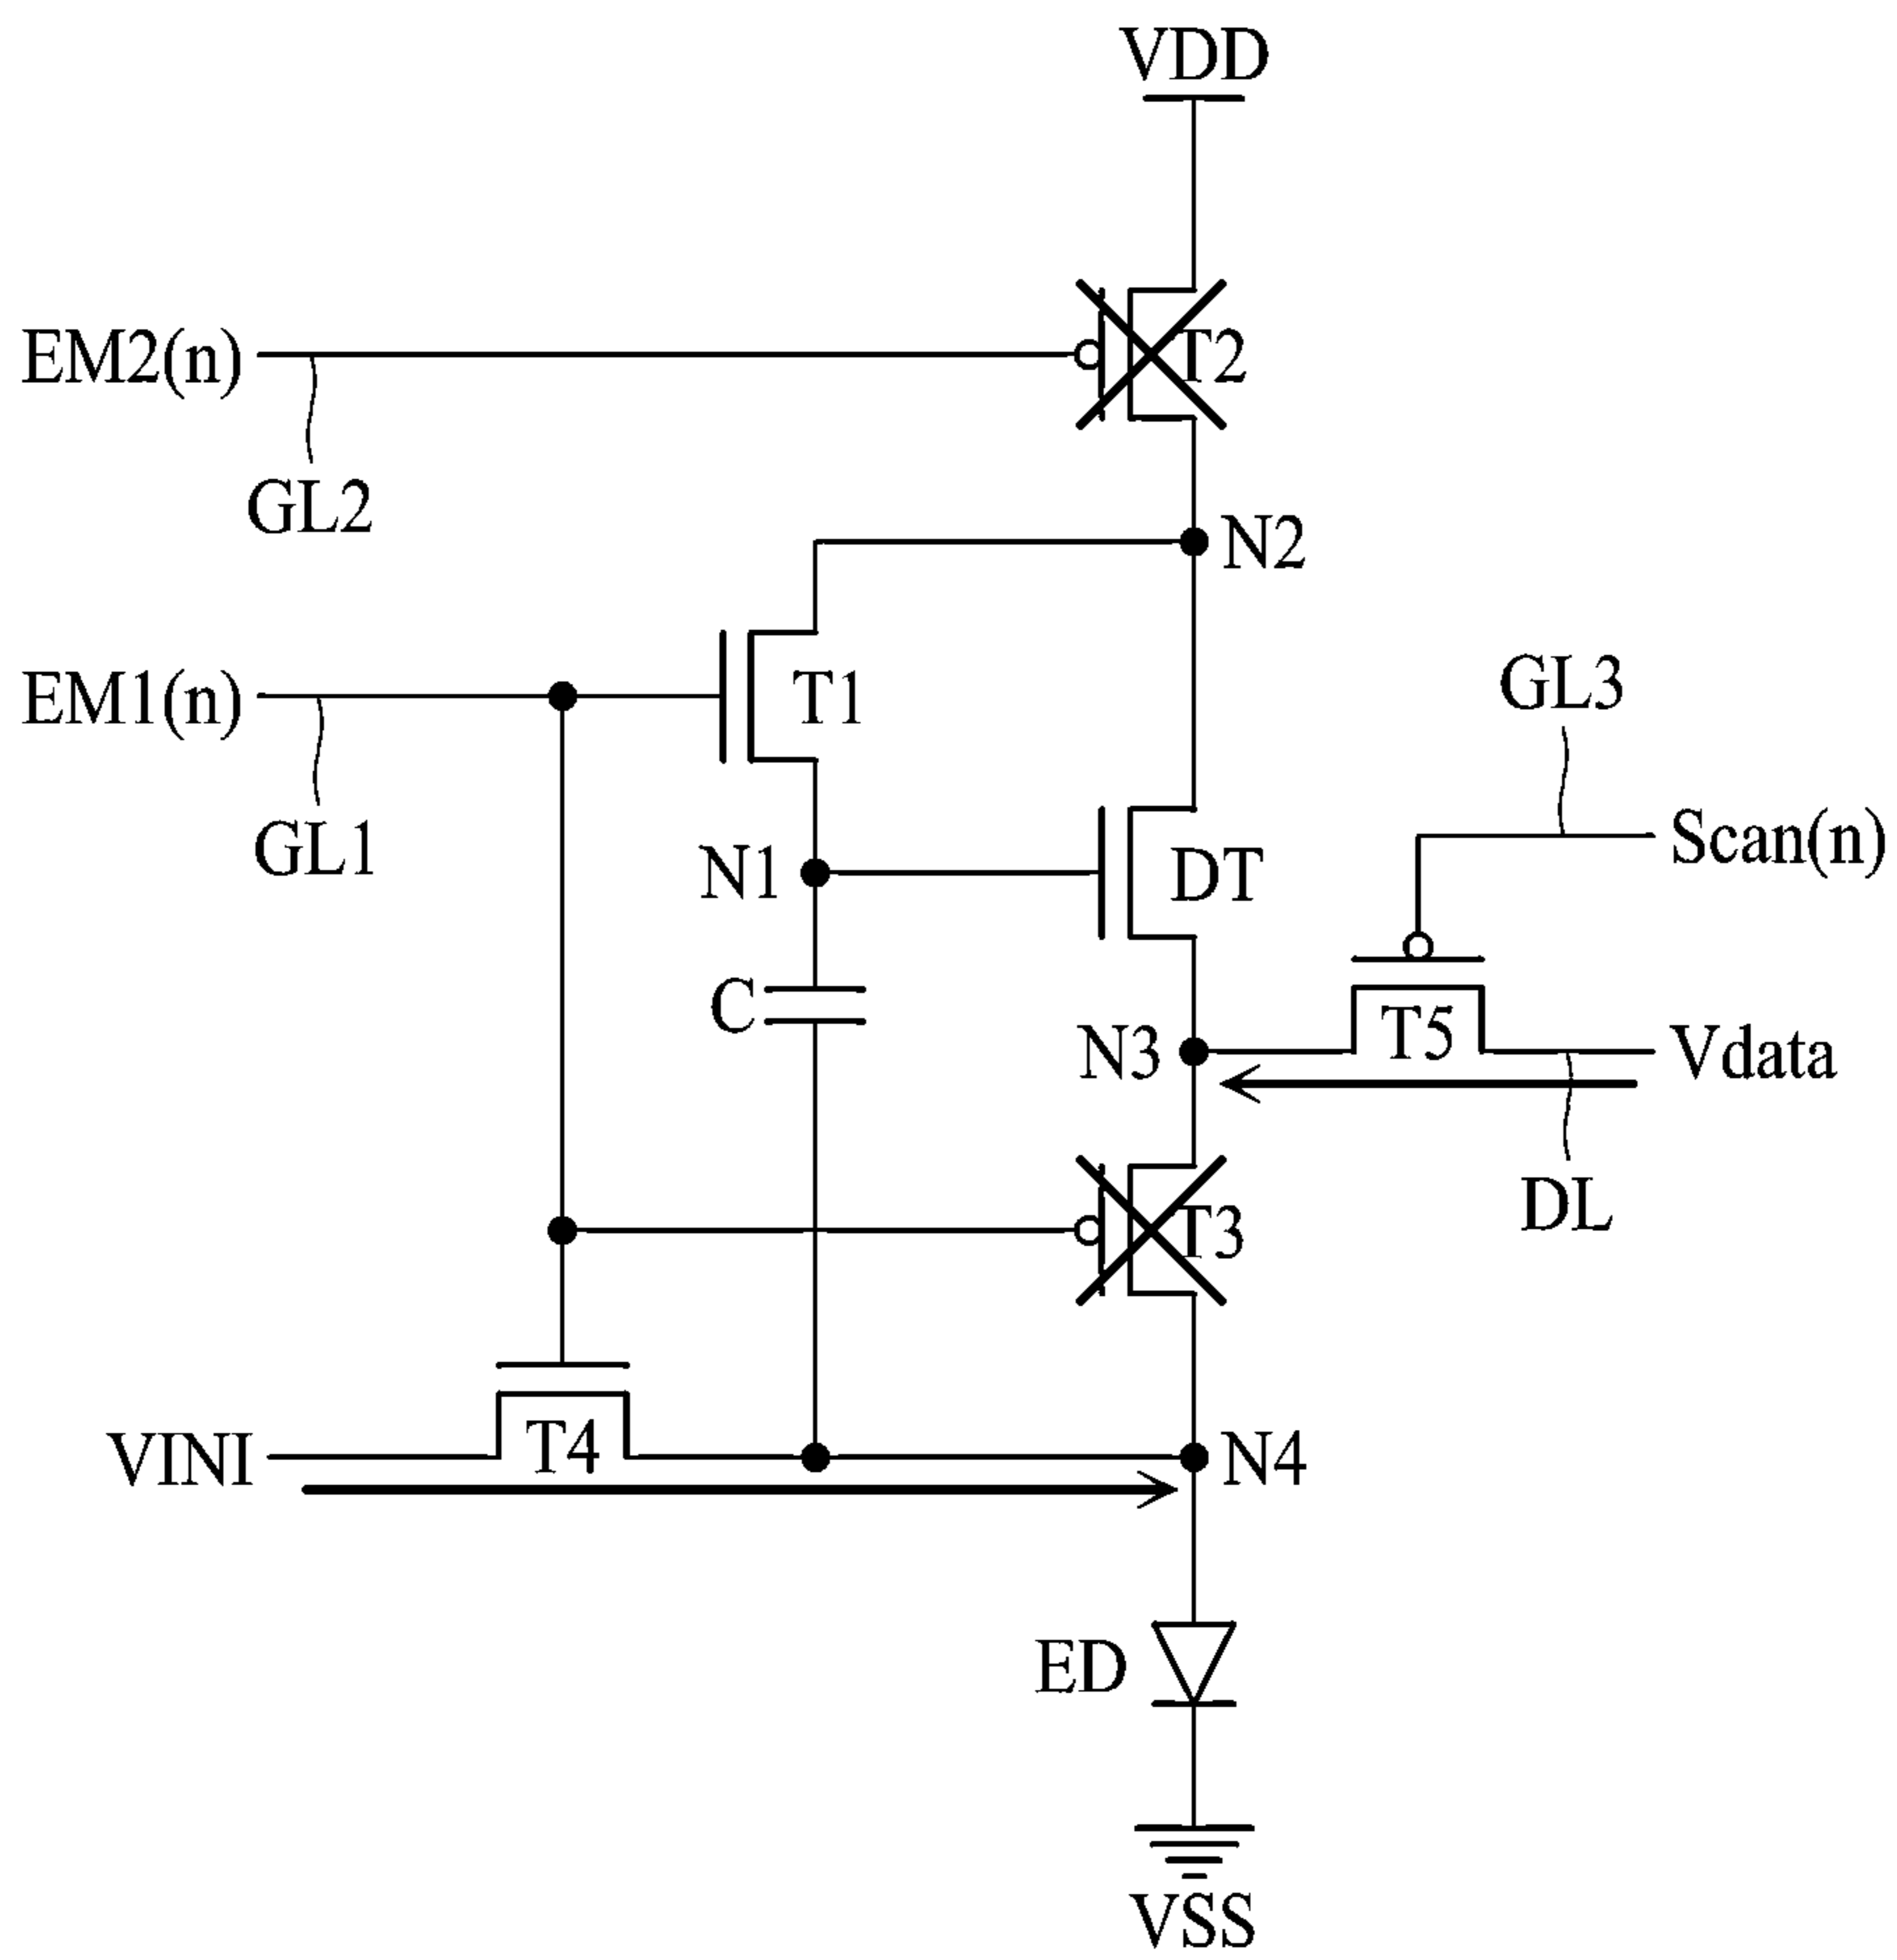 VDD
EM2(n)
T2
GL2
N2
EM1(n)
T1
GL3
GL1
N1
DT
Scan(n)
C
N3
T5
Vdata
T3
DL
VINI
T4
N4
ED
VSS